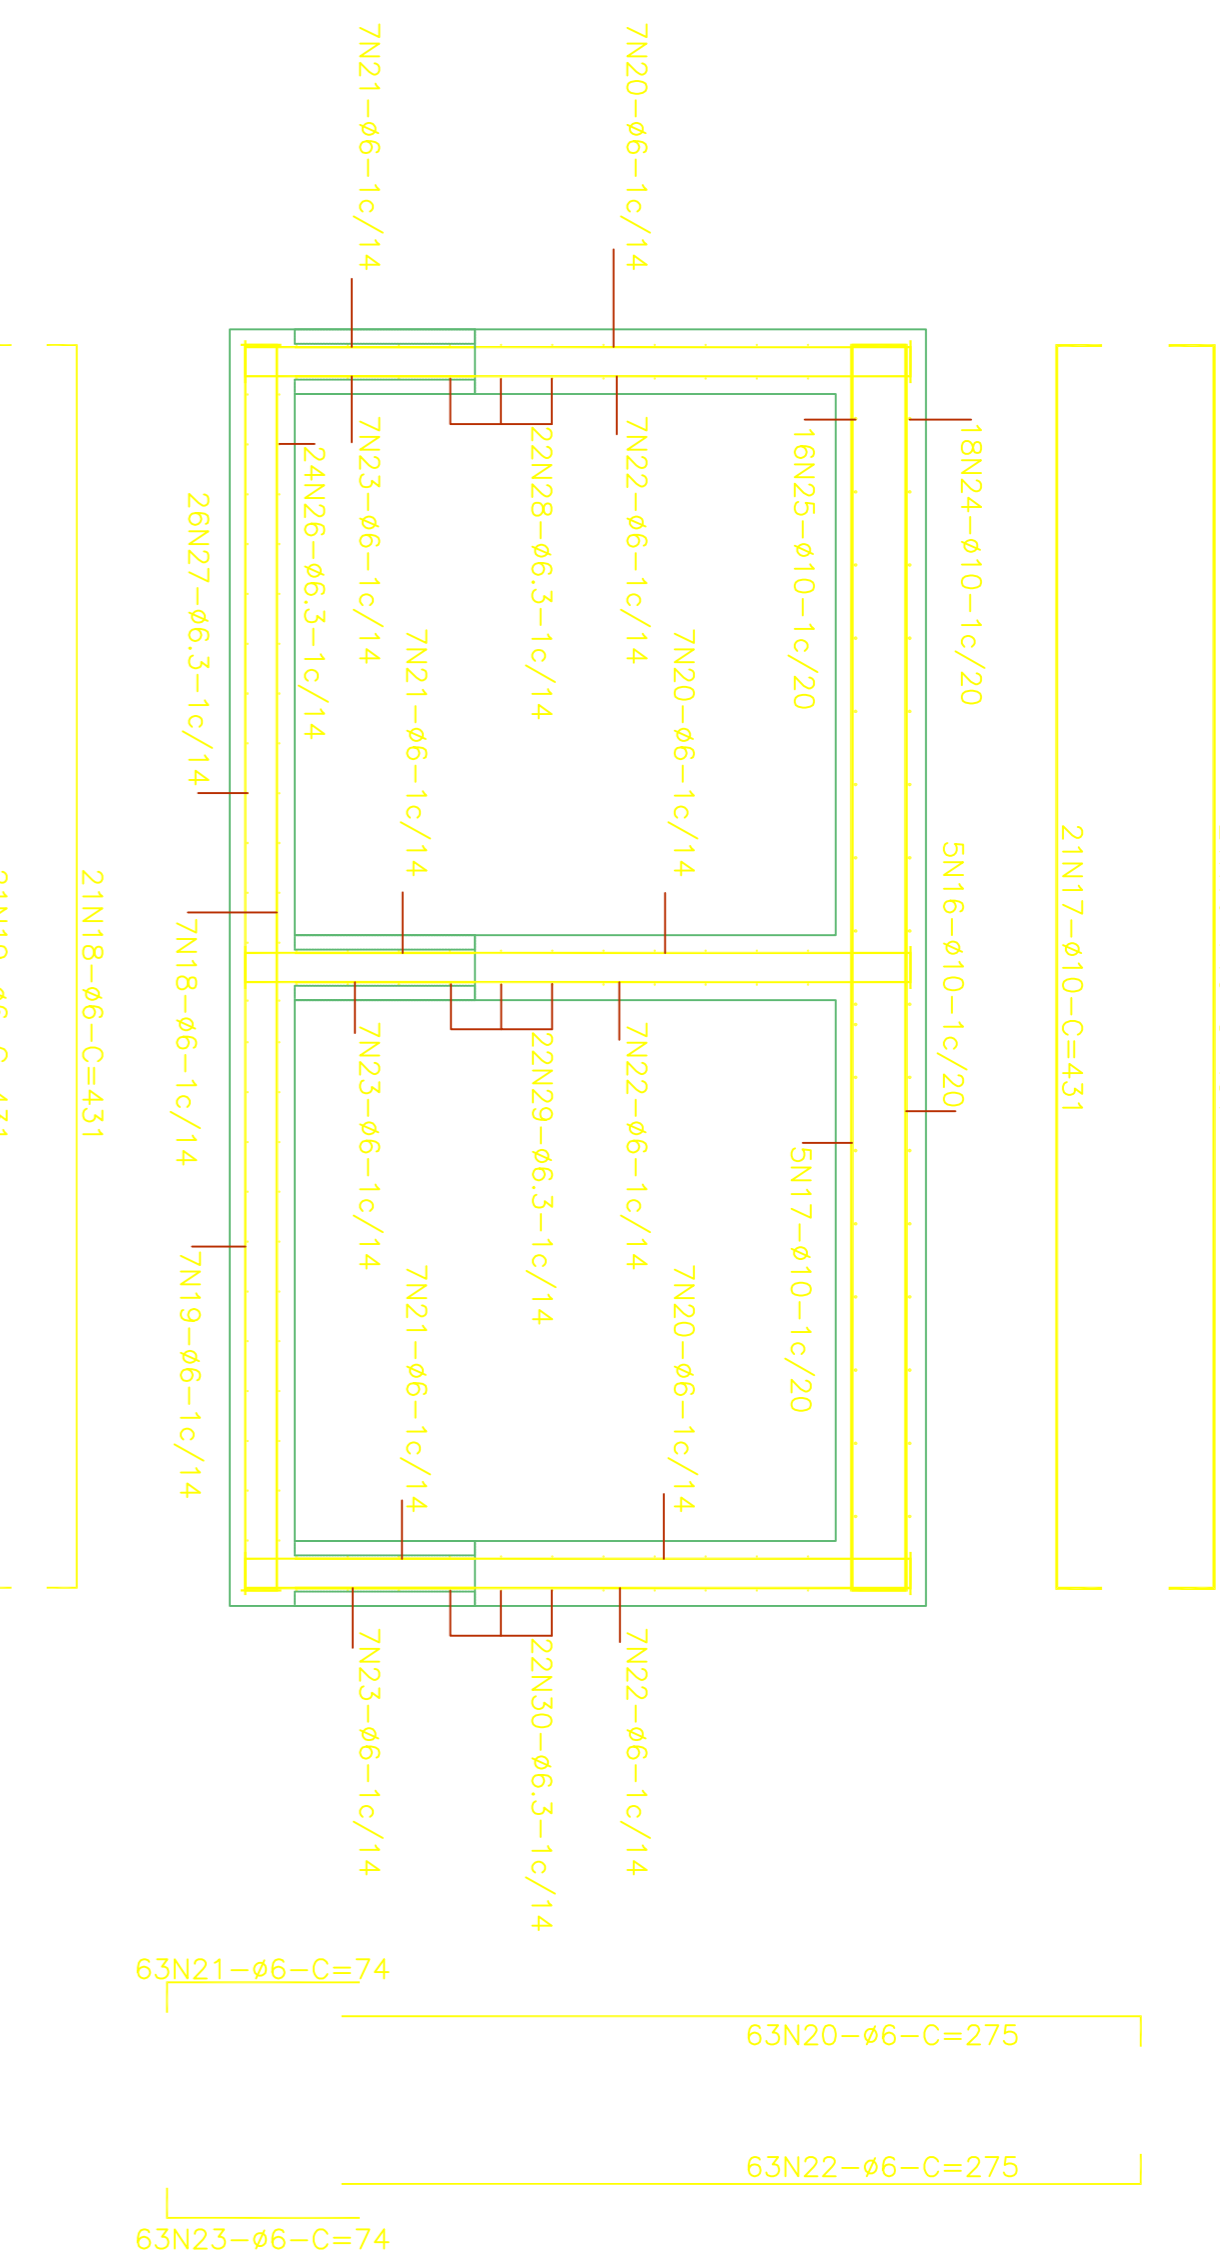 7N21-ø6-1c/14
7N20-ø6-1c/14
7N23-ø6-1c/14
22N28-ø6.3-1c/14
7N22-ø6-1c/14
16N25-ø10-1c/20
18N24-ø10-1c/20
24N26-ø6.3-1c/14
26N27-ø6.3-1c/14
7N21-ø6-1c/14
7N20-ø6-1c/14
21N17-ø10-C=431
5N16-ø10-1c/20
21N18-ø6-C=431
7N18-ø6-1c/14
7N23-ø6-1c/14
22N29-ø6.3-1c/14
7N22-ø6-1c/14
5N17-ø10-1c/20
7N19-ø6-1c/14
7N21-ø6-1c/14
7N20-ø6-1c/14
7N23-ø6-1c/14
22N30-ø6.3-1c/14
7N22-ø6-1c/14
63N21-ø6-C=74
63N20-ø6-C=275
63N22-ø6-C=275
63N23-ø6-C=74